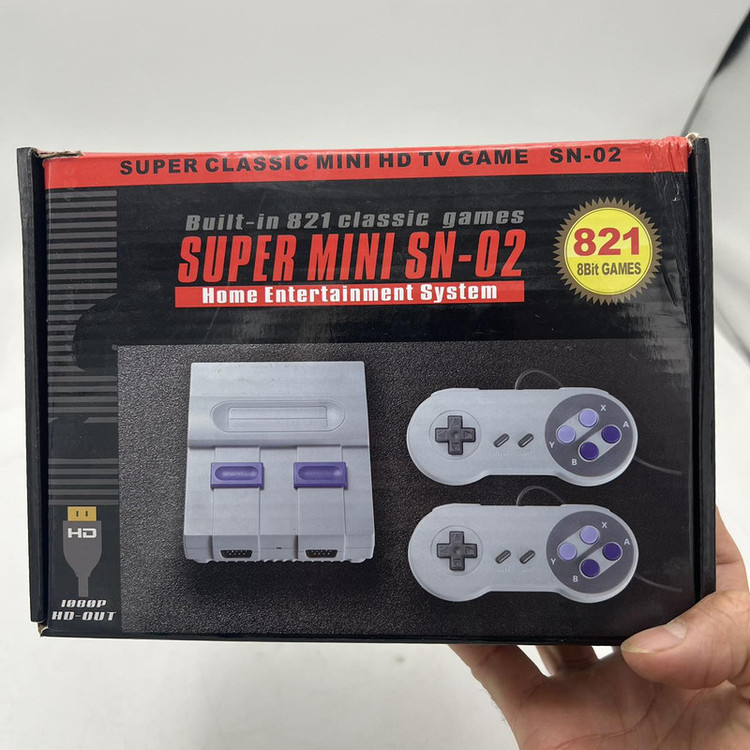 SUPER CLASSIC MINI HD TV GAME SN-02
Built-in 821 classic games
SUPER MINI SN-02
Home Entertainment System
821
8Bit GAMES
X
Y
A
B
X
Y
A
B
HD
1080P
HD-OUT